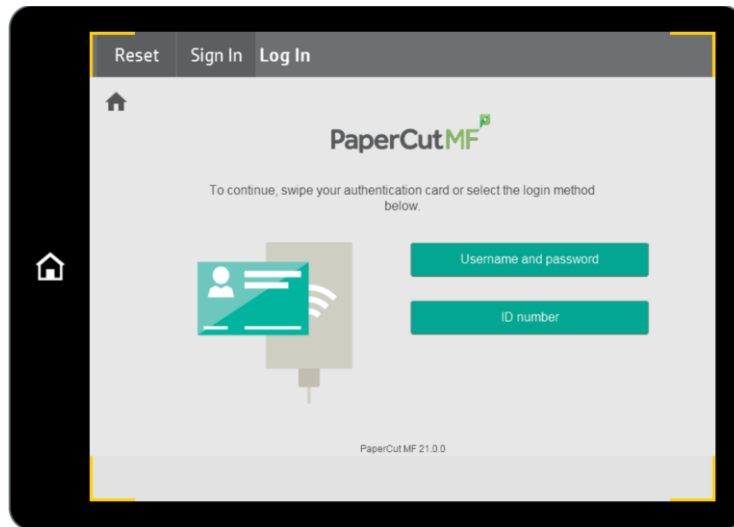 Reset Sign In Log In
PaperCutMF
To continue, swipe your authentication card or select the login method
below.
Username and password
ID number
PaperCut MF 21.0.0